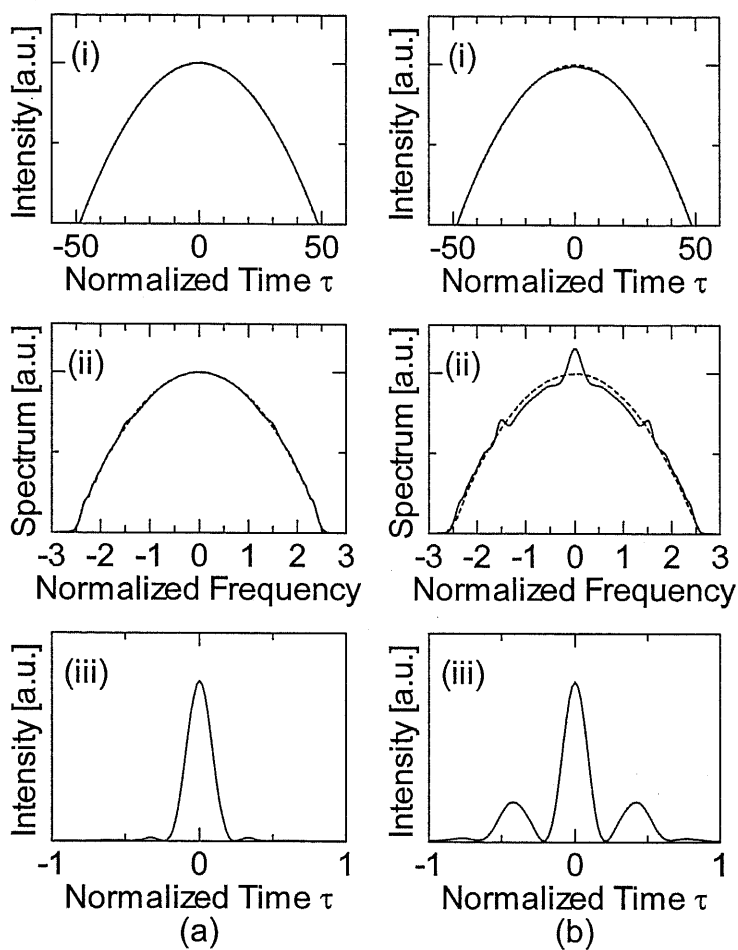 (i)
Intensity [a.u.]
-50 0 50
Normalized Time τ
(i)
Intensity [a.u.]
-50 0 50
Normalized Time τ
(ii)
Spectrum [a.u.]
-3 -2 -1 0 1 2 3
Normalized Frequency
(ii)
Spectrum [a.u.]
-3 -2 -1 0 1 2 3
Normalized Frequency
(iii)
Intensity [a.u.]
-1 0 1
Normalized Time τ
(a)
(iii)
Intensity [a.u.]
-1 0 1
Normalized Time τ
(b)